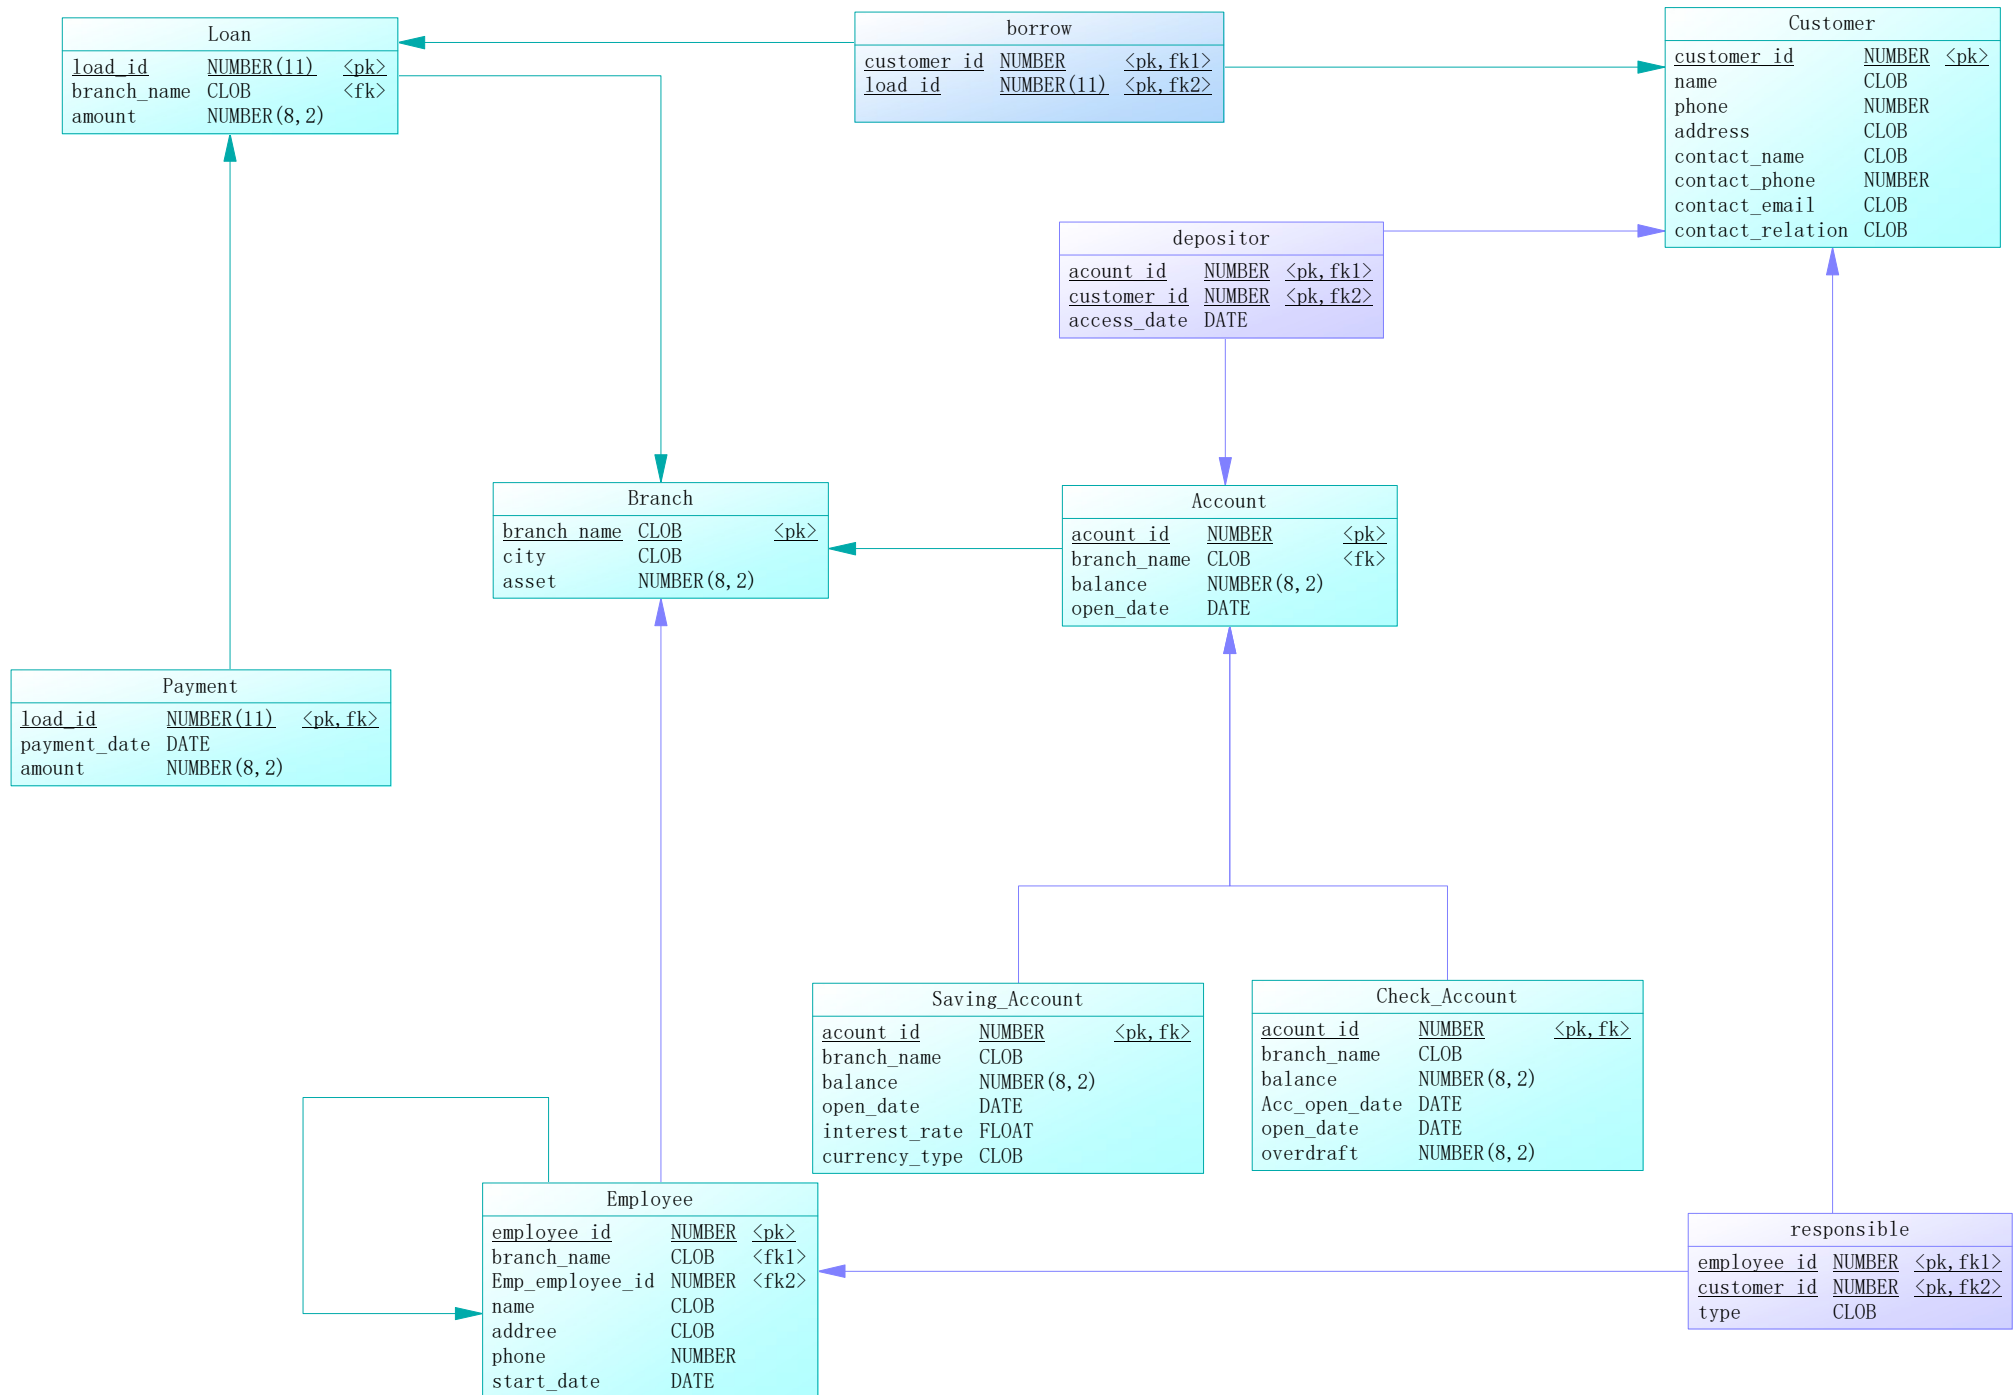 Loan
load_id NUMBER(11) <pk>
branch_name CLOB <fk>
amount NUMBER(8,2)
borrow
customer_id NUMBER <pk,fk1>
load_id NUMBER(11) <pk,fk2>
Customer
customer_id NUMBER <pk>
name CLOB
phone NUMBER
address CLOB
contact_name CLOB
contact_phone NUMBER
contact_email CLOB
contact_relation CLOB
depositor
acount_id NUMBER <pk,fk1>
customer_id NUMBER <pk,fk2>
access_date DATE
Branch
branch_name CLOB <pk>
city CLOB
asset NUMBER(8,2)
Account
acount_id NUMBER <pk>
branch_name CLOB <fk>
balance NUMBER(8,2)
open_date DATE
Payment
load_id NUMBER(11) <pk,fk>
payment_date DATE
amount NUMBER(8,2)
Saving_Account
acount_id NUMBER <pk,fk>
branch_name CLOB
balance NUMBER(8,2)
open_date DATE
interest_rate FLOAT
currency_type CLOB
Check_Account
acount_id NUMBER <pk,fk>
branch_name CLOB
balance NUMBER(8,2)
Acc_open_date DATE
open_date DATE
overdraft NUMBER(8,2)
Employee
employee_id NUMBER <pk>
branch_name CLOB <fk1>
Emp_employee_id NUMBER <fk2>
name CLOB
addree CLOB
phone NUMBER
start_date DATE
responsible
employee_id NUMBER <pk,fk1>
customer_id NUMBER <pk,fk2>
type CLOB